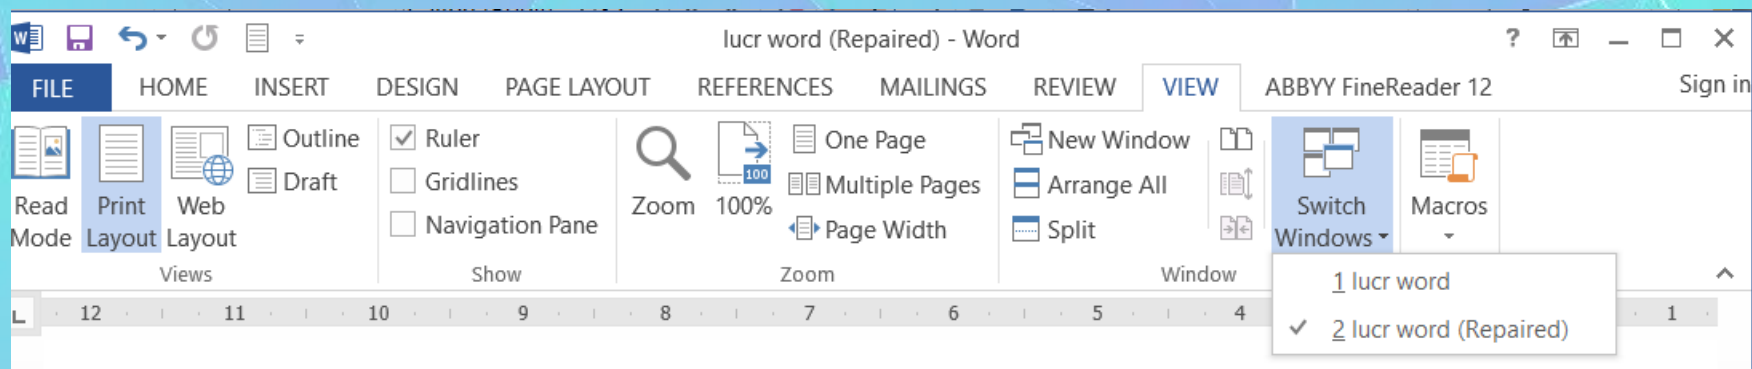 lucr word (Repaired) - Word
FILE HOME INSERT DESIGN PAGE LAYOUT REFERENCES MAILINGS REVIEW VIEW ABBYY FineReader 12 Sign in
Read Mode
Print Layout
Web Layout
Outline
Draft
Views
Ruler
Gridlines
Navigation Pane
Show
Zoom
100
100%
One Page
Multiple Pages
Page Width
Zoom
New Window
Arrange All
Split
Switch Windows
Window
Macros
1 lucr word
2 lucr word (Repaired)
12 11 10 9 8 7 6 5 4 1